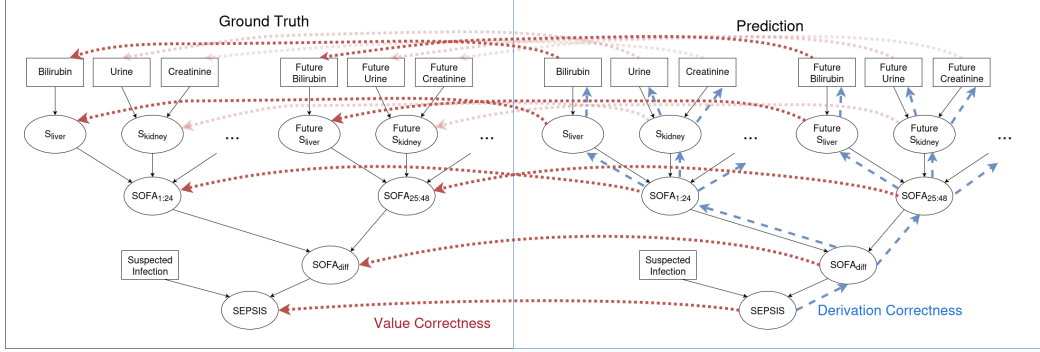 Ground Truth
Prediction
Bilirubin
Urine
Creatinine
Future
Bilirubin
Future
Urine
Future
Creatinine
Bilirubin
Urine
Creatinine
Future
Bilirubin
Future
Urine
Future
Creatinine
Sliver
Skidney
...
Future
Sliver
Future
Skidney
...
Sliver
Skidney
...
Future
Sliver
Future
Skidney
...
SOFA1:24
SOFA25:48
SOFA1:24
SOFA25:48
Suspected
Infection
SOFAdiff
Suspected
Infection
SOFAdiff
SEPSIS
Value Correctness
SEPSIS
Derivation Correctness